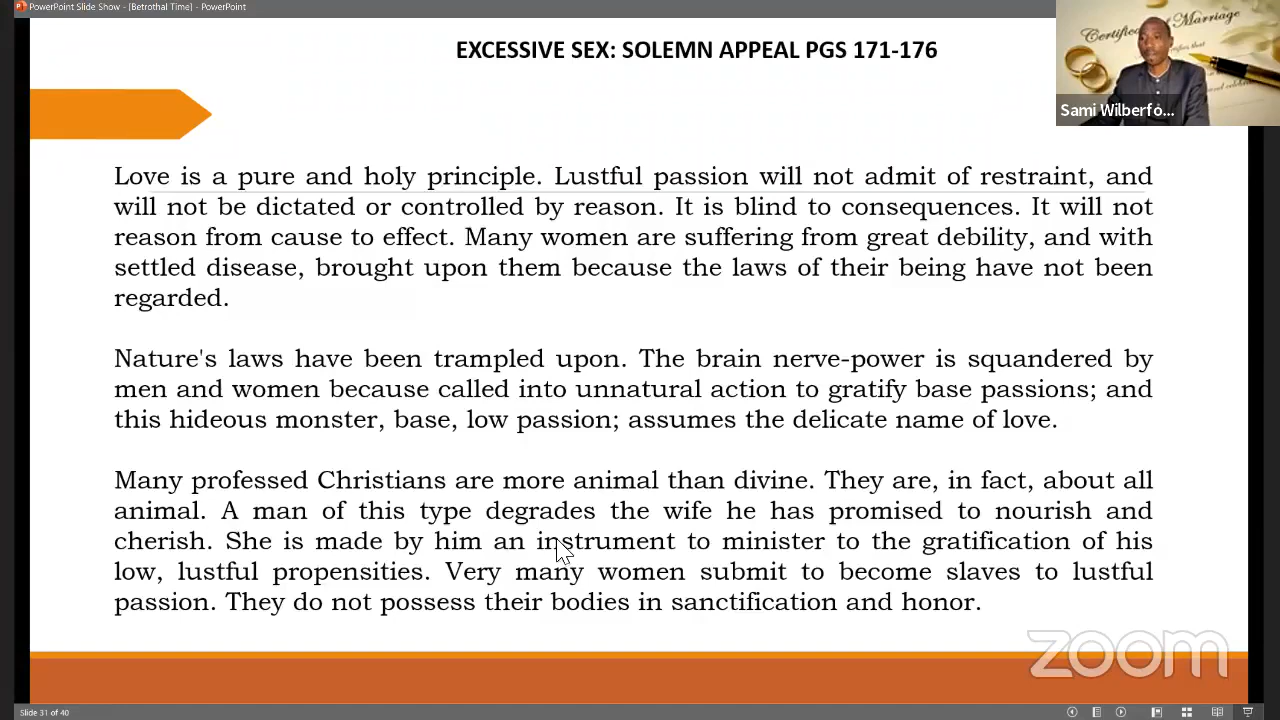 PowerPoint Slide Show - [Betrothal Time] - PowerPoint
EXCESSIVE SEX: SOLEMN APPEAL PGS 171-176
Certificate of Marriage
Sami Wilberfo...
Love is a pure and holy principle. Lustful passion will not admit of restraint, and
will not be dictated or controlled by reason. It is blind to consequences. It will not
reason from cause to effect. Many women are suffering from great debility, and with
settled disease, brought upon them because the laws of their being have not been
regarded.
Nature's laws have been trampled upon. The brain nerve-power is squandered by
men and women because called into unnatural action to gratify base passions; and
this hideous monster, base, low passion; assumes the delicate name of love.
Many professed Christians are more animal than divine. They are, in fact, about all
animal. A man of this type degrades the wife he has promised to nourish and
cherish. She is made by him an instrument to minister to the gratification of his
low, lustful propensities. Very many women submit to become slaves to lustful
passion. They do not possess their bodies in sanctification and honor.
zoom
Slide 31 of 40